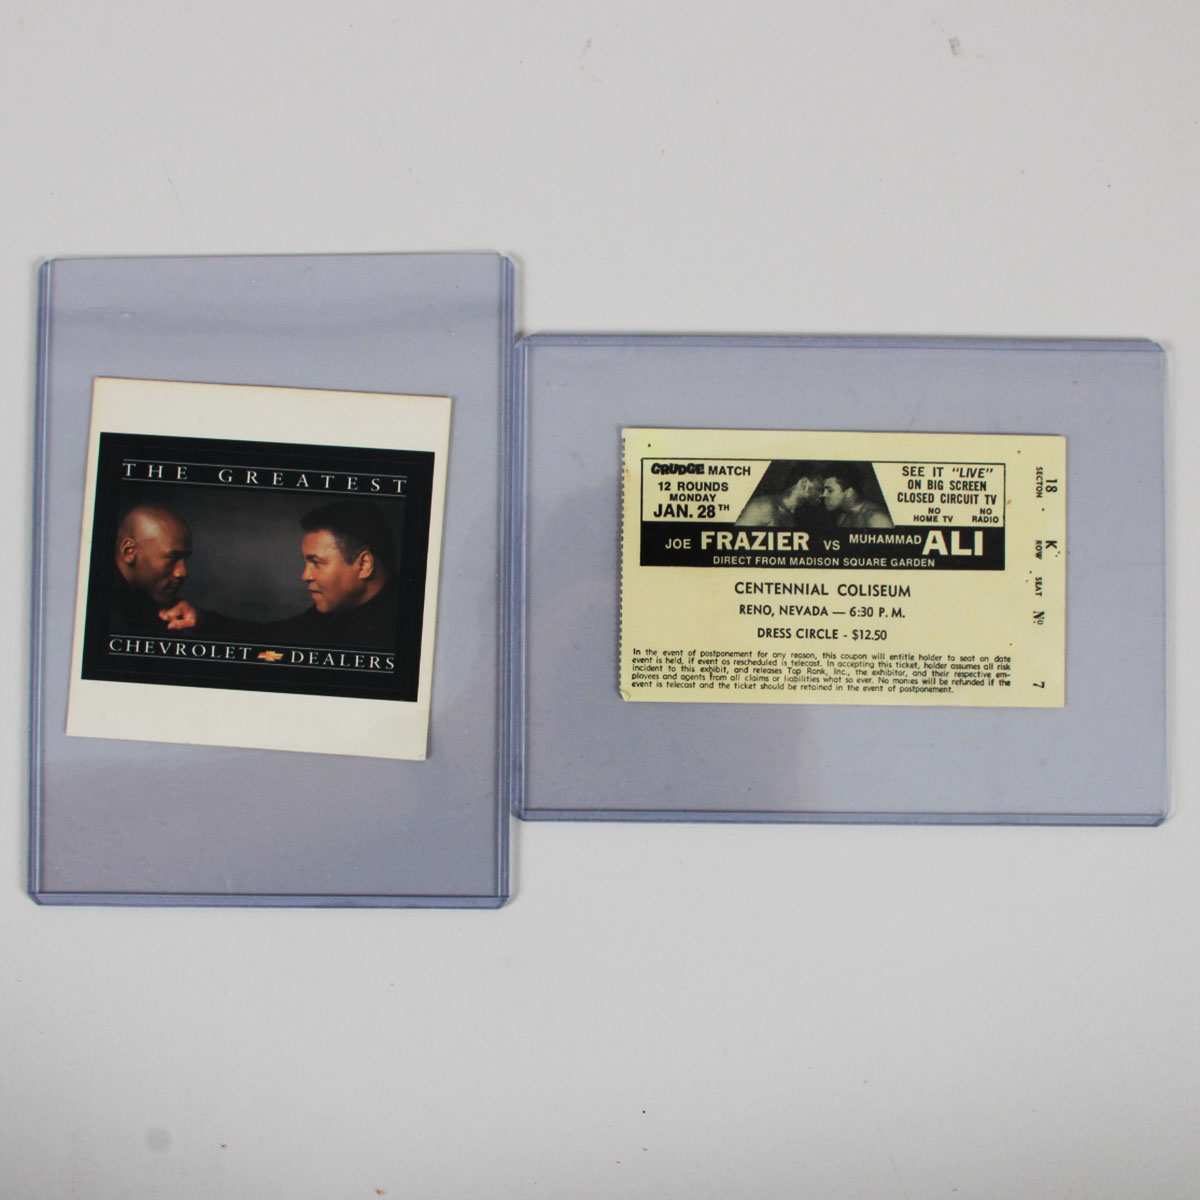 THE GREATEST
CHEVROLET DEALERS
GRUDGE MATCH
12 ROUNDS
MONDAY
JAN. 28TH
SEE IT "LIVE"
ON BIG SCREEN
CLOSED CIRCUIT TV
NO HOME TV
NO RADIO
JOE FRAZIER VS MUHAMMAD ALI
DIRECT FROM MADISON SQUARE GARDEN
CENTENNIAL COLISEUM
RENO, NEVADA — 6:30 P. M.
DRESS CIRCLE - $12.50
In the event of postponement for any reason, this coupon will entitle holder to seat on date
event is held, if event as rescheduled is telecast. In accepting this ticket, holder assumes all risk
incident to this exhibit, and releases Top Rank, Inc., the exhibitor, and their respective em-
ployees and agents from all claims or liabilities what so ever. No monies will be refunded if the
event is telecast and the ticket should be retained in the event of postponement.
18 K No 7
SECTION ROW SEAT